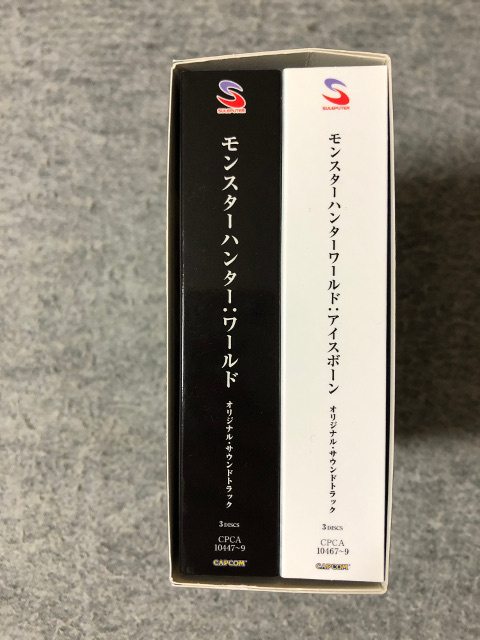 SULEPUTER
モンスターハンター：ワールド
オリジナル・サウンドトラック
3 DISCS
CPCA
10447～9
CAPCOM
SULEPUTER
モンスターハンターワールド：アイスボーン
オリジナル・サウンドトラック
3 DISCS
CPCA
10467～9
CAPCOM